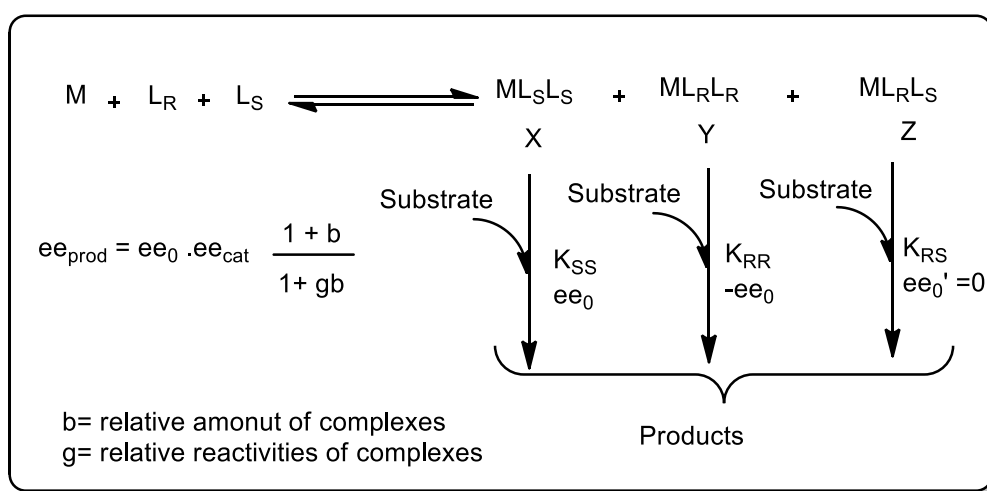 M + L_R + L_S ⇌ ML_SL_S + ML_RL_R + ML_RL_S
X Y Z
Substrate Substrate Substrate
ee_prod = ee_0 .ee_cat (1 + b)/(1+ gb)
K_SS K_RR K_RS
ee_0 -ee_0 ee_0' =0
b= relative amonut of complexes
g= relative reactivities of complexes
Products